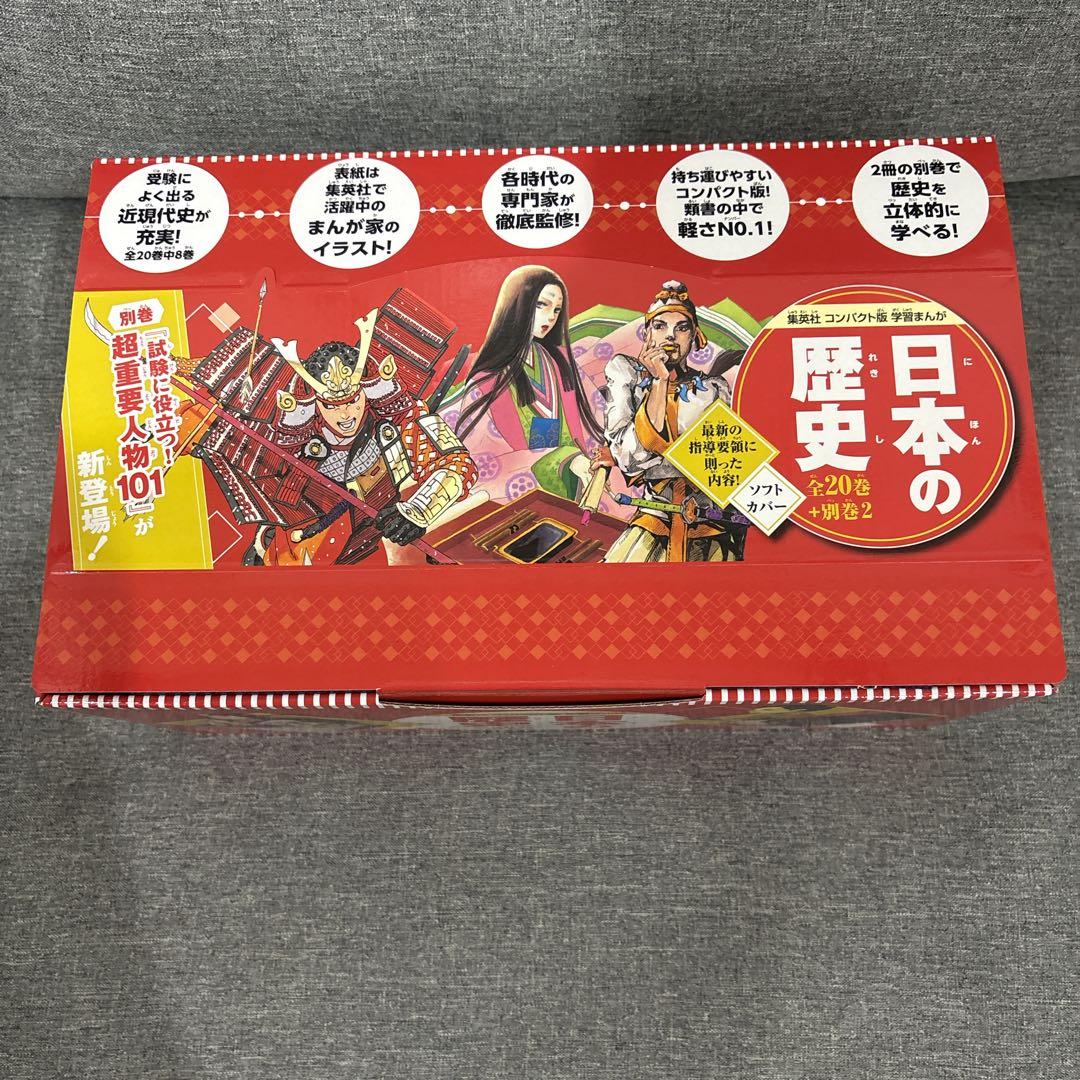 受験に
よく出る
近現代史が
充実!
全20巻中8巻
表紙は
集英社で
活躍中の
まんが家の
イラスト!
各時代の
専門家が
徹底監修!
持ち運びやすい
コンパクト版!
類書の中で
軽さNO.1!
2冊の別巻で
歴史を
立体的に
学べる!
集英社 コンパクト版 学習まんが
日本の
歴史
全20巻
+別巻2
最新の
指導要領に
則った
内容!
ソフト
カバー
別巻
『試験に役立つ!
超重要人物101』が
新登場!